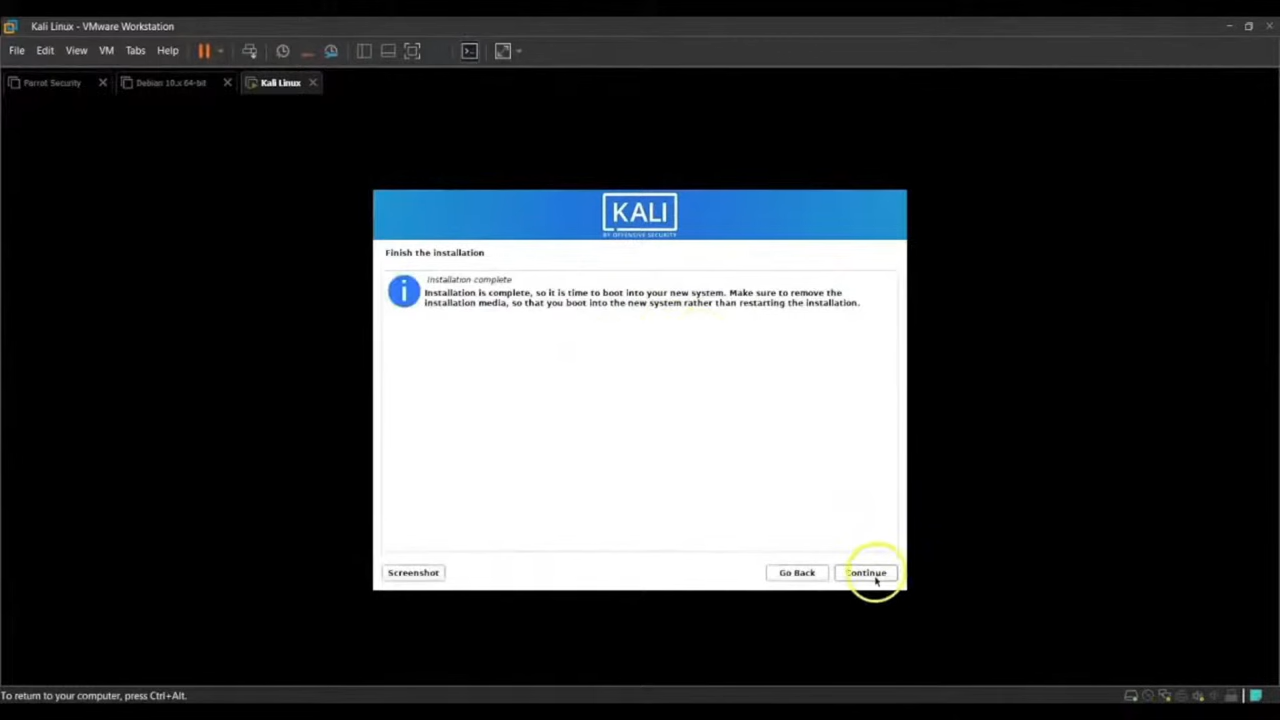 Kali Linux - VMware Workstation
File Edit View VM Tabs Help
Parrot Security Debian 10.x 64-bit Kali Linux
KALI
BY OFFENSIVE SECURITY
Finish the installation
Installation complete
Installation is complete, so it is time to boot into your new system. Make sure to remove the
installation media, so that you boot into the new system rather than restarting the installation.
Screenshot Go Back Continue
To return to your computer, press Ctrl+Alt.